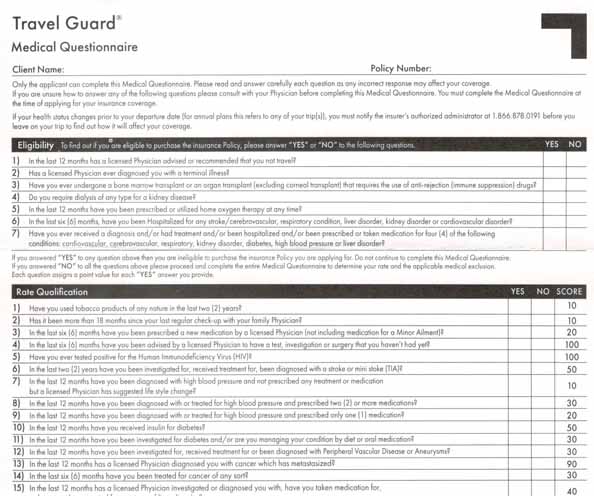 Travel Guard®
Medical Questionnaire
Client Name: Policy Number:
Only the applicant can complete this Medical Questionnaire. Please read and answer carefully each question as any incorrect response may affect your coverage.
If you are unsure how to answer any of the following questions please consult with your Physician before completing this Medical Questionnaire. You must complete the Medical Questionnaire at
the time of applying for your insurance coverage.
If your health status changes prior to your departure date (for annual plans this refers to any of your trip(s)), you must notify the insurer's authorized administrator at 1.866.878.0191 before you
leave on your trip to find out how it will affect your coverage.
Eligibility To find out if you are eligible to purchase the insurance Policy, please answer "YES" or "NO" to the following questions. YES NO
1) In the last 12 months has a licensed Physician advised or recommended that you not travel?
2) Has a licensed Physician ever diagnosed you with a terminal illness?
3) Have you ever undergone a bone marrow transplant or an organ transplant (excluding corneal transplant) that requires the use of anti-rejection (immune suppression) drugs?
4) Do you require dialysis of any type for a kidney disease?
5) In the last 12 months have you been prescribed or utilized home oxygen therapy at any time?
6) In the last six (6) months, have you been Hospitalized for any stroke/cerebrovascular, respiratory condition, liver disorder, kidney disorder or cardiovascular disorder?
7) Have you ever received a diagnosis and/or had treatment and/or been hospitalized and/or been prescribed or taken medication for four (4) of the following
conditions: cardiovascular, cerebrovascular, respiratory, kidney disorder, diabetes, high blood pressure or liver disorder?
If you answered "YES" to any question above then you are ineligible to purchase the insurance Policy you are applying for. Do not continue to complete this Medical Questionnaire.
If you answered "NO" to all the questions above please proceed and complete the entire Medical Questionnaire to determine your rate and the applicable medical exclusion.
Each question assigns a point value for each "YES" answer you provide.
Rate Qualification YES NO SCORE
1) Have you used tobacco products of any nature in the last two (2) years? 10
2) Has it been more than 18 months since your last regular check-up with your family Physician? 10
3) In the last six (6) months have you been prescribed a new medication by a licensed Physician (not including medication for a Minor Ailment)? 20
4) In the last six (6) months have you been advised by a licensed Physician to have a test, investigation or surgery that you haven't had yet? 100
5) Have you ever tested positive for the Human Immunodeficiency Virus (HIV)? 100
6) In the last two (2) years have you been investigated for, received treatment for, been diagnosed with a stroke or mini stoke (TIA)? 50
7) In the last 12 months have you been diagnosed with high blood pressure and not prescribed any treatment or medication
but a licensed Physician has suggested life style change? 10
8) In the last 12 months have you been diagnosed with or treated for high blood pressure and prescribed two (2) or more medications? 30
9) In the last 12 months have you been diagnosed with or treated for high blood pressure and prescribed only one (1) medication? 20
10) In the last 12 months have you received insulin for diabetes? 50
11) In the last 12 months have you been investigated for diabetes and/or are you managing your condition by diet or oral medication? 30
12) In the last 12 months have you been investigated for, received treatment for or been diagnosed with Peripheral Vascular Disease or Aneurysms? 30
13) In the last 12 months has a licensed Physician diagnosed you with cancer which has metastasized? 90
14) In the last six (6) months have you been treated for cancer of any sort? 30
15) In the last 12 months has a licensed Physician investigated or diagnosed you with, have you taken medication for, 40